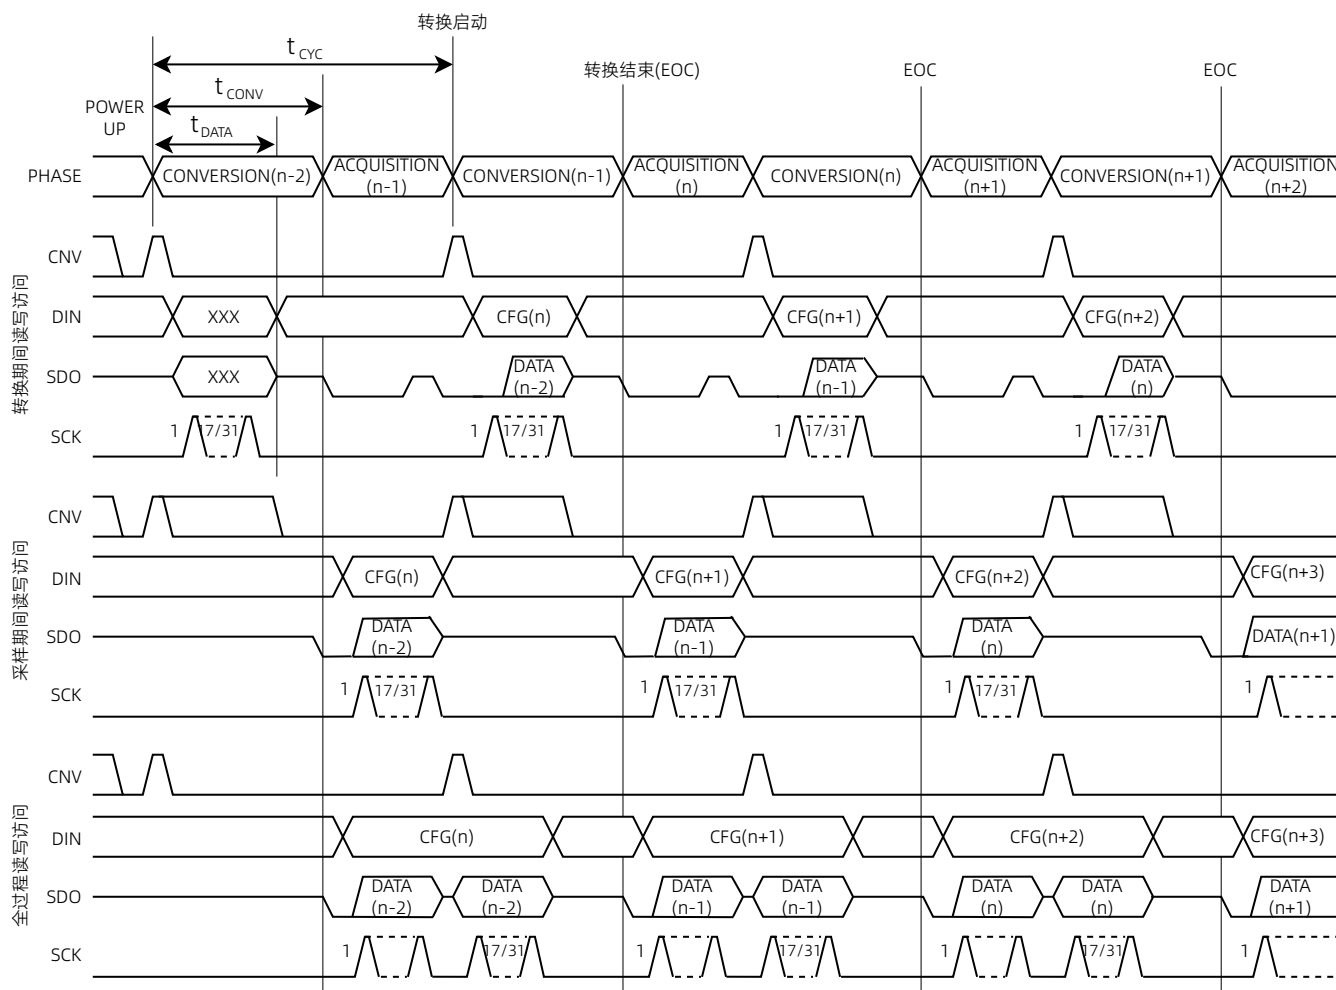 转换启动
t CYC
转换结束(EOC)
EOC
EOC
t CONV
POWER
UP
t DATA
PHASE
CONVERSION(n-2)
ACQUISITION
(n-1)
CONVERSION(n-1)
ACQUISITION
(n)
CONVERSION(n)
ACQUISITION
(n+1)
CONVERSION(n+1)
ACQUISITION
(n+2)
转换期间读写访问
CNV
DIN
XXX
CFG(n)
CFG(n+1)
CFG(n+2)
SDO
XXX
DATA
(n-2)
DATA
(n-1)
DATA
(n)
SCK
1
17/31
1
17/31
1
17/31
1
17/31
采样期间读写访问
CNV
DIN
CFG(n)
CFG(n+1)
CFG(n+2)
CFG(n+3)
SDO
DATA
(n-2)
DATA
(n-1)
DATA
(n)
DATA(n+1)
SCK
1
17/31
1
17/31
1
17/31
1
全过程读写访问
CNV
DIN
CFG(n)
CFG(n+1)
CFG(n+2)
CFG(n+3)
SDO
DATA
(n-2)
DATA
(n-2)
DATA
(n-1)
DATA
(n-1)
DATA
(n)
DATA
(n)
DATA
(n+1)
SCK
1
17/31
1
17/31
1
17/31
1